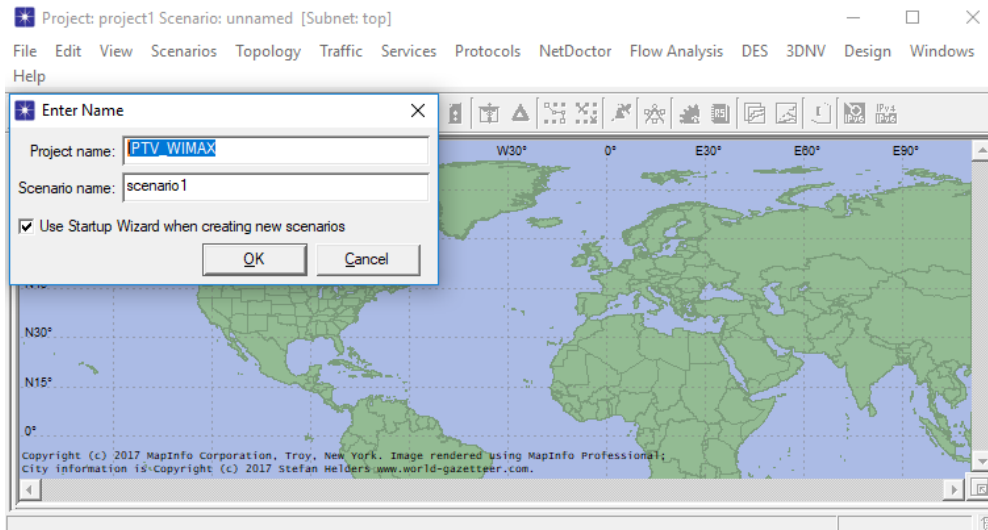 Project: project1 Scenario: unnamed [Subnet: top]
File Edit View Scenarios Topology Traffic Services Protocols NetDoctor Flow Analysis DES 3DNV Design Windows
Help
Enter Name
Project name: IPTV_WIMAX
Scenario name: scenario1
Use Startup Wizard when creating new scenarios
OK Cancel
W30° 0° E30° E60° E90°
N30°
N15°
0°
Copyright (c) 2017 MapInfo Corporation, Troy, New York. Image rendered using MapInfo Professional;
City information is Copyright (c) 2017 Stefan Helders www.world-gazetteer.com.